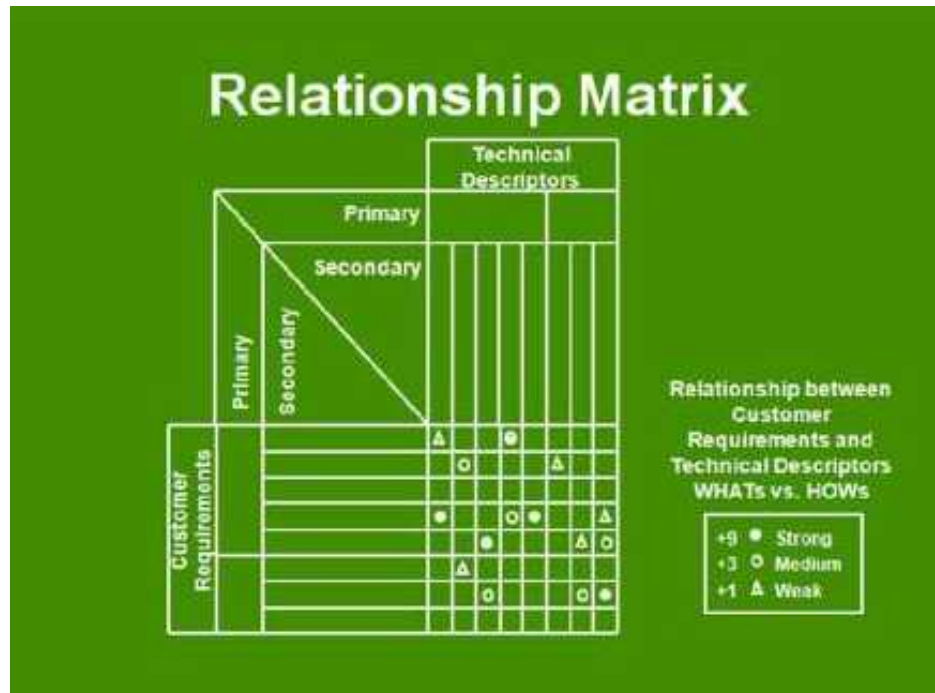 Relationship Matrix
Technical
Descriptors
Primary
Secondary
Primary
Secondary
Customer
Requirements
Relationship between
Customer
Requirements and
Technical Descriptors
WHATs vs. HOWs
+9 ● Strong
+3 ○ Medium
+1 △ Weak